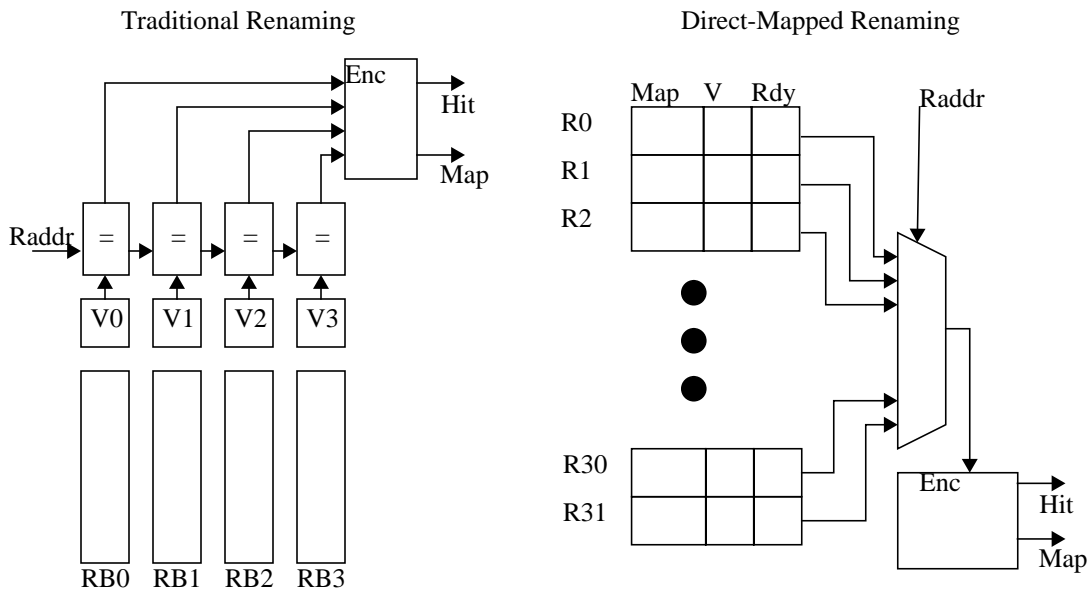 Traditional Renaming
Enc
Hit
Map
Raddr
= = = =
V0 V1 V2 V3
RB0 RB1 RB2 RB3
Direct-Mapped Renaming
Map V Rdy
Raddr
R0
R1
R2
R30
R31
Enc
Hit
Map